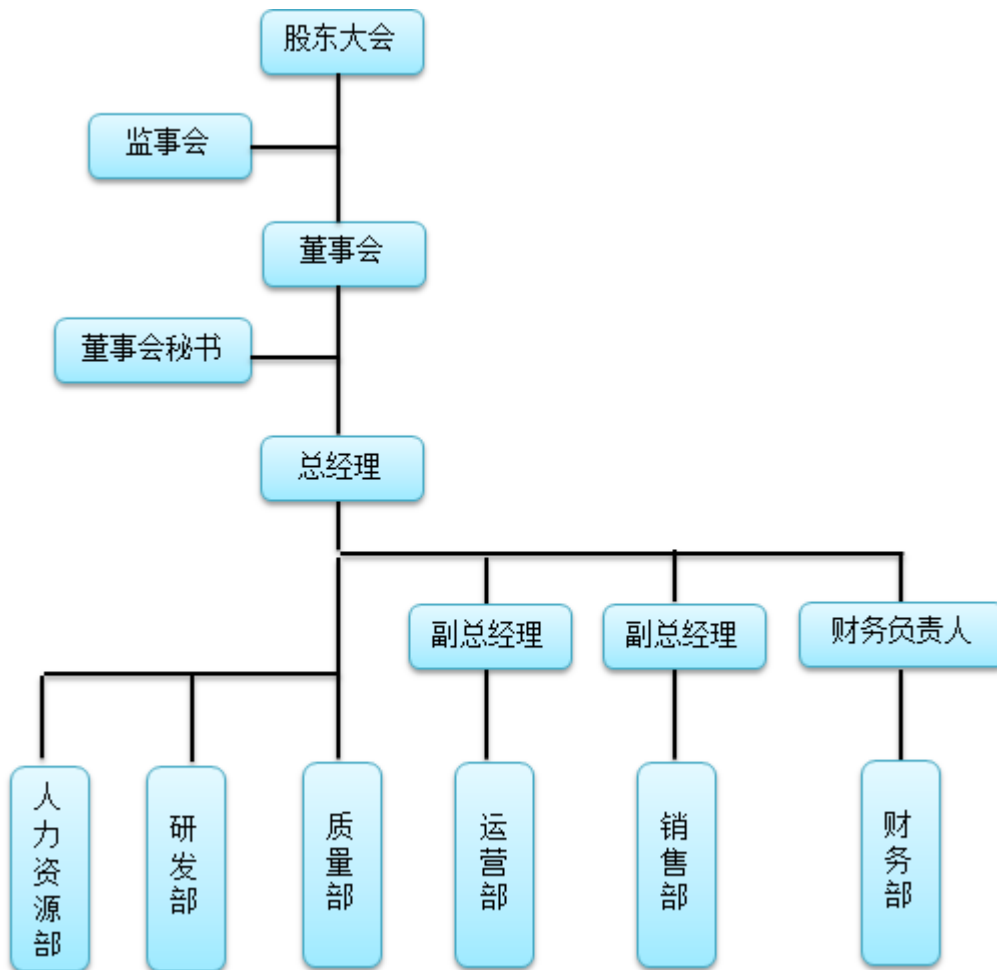 股东大会
监事会
董事会
董事会秘书
总经理
副总经理
副总经理
财务负责人
人力资源部
研发部
质量部
运营部
销售部
财务部